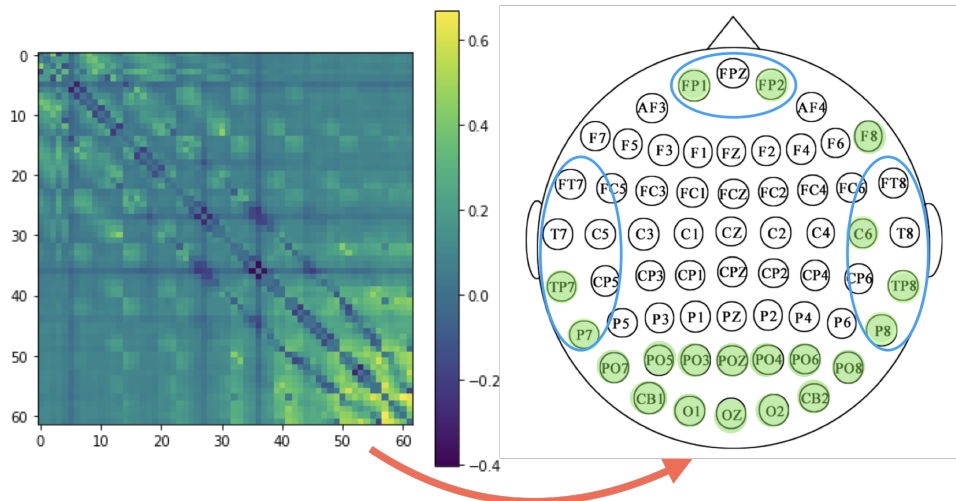 0
10
20
30
40
50
60
0 10 20 30 40 50 60
0.6
0.4
0.2
0.0
−0.2
−0.4
FP1 FPZ FP2
AF3 AF4
F7 F5 F3 F1 FZ F2 F4 F6 F8
FT7 FC5 FC3 FC1 FCZ FC2 FC4 FC6 FT8
T7 C5 C3 C1 CZ C2 C4 C6 T8
TP7 CP5 CP3 CP1 CPZ CP2 CP4 CP6 TP8
P7 P5 P3 P1 PZ P2 P4 P6 P8
PO7 PO5 PO3 POZ PO4 PO6 PO8
CB1 O1 OZ O2 CB2